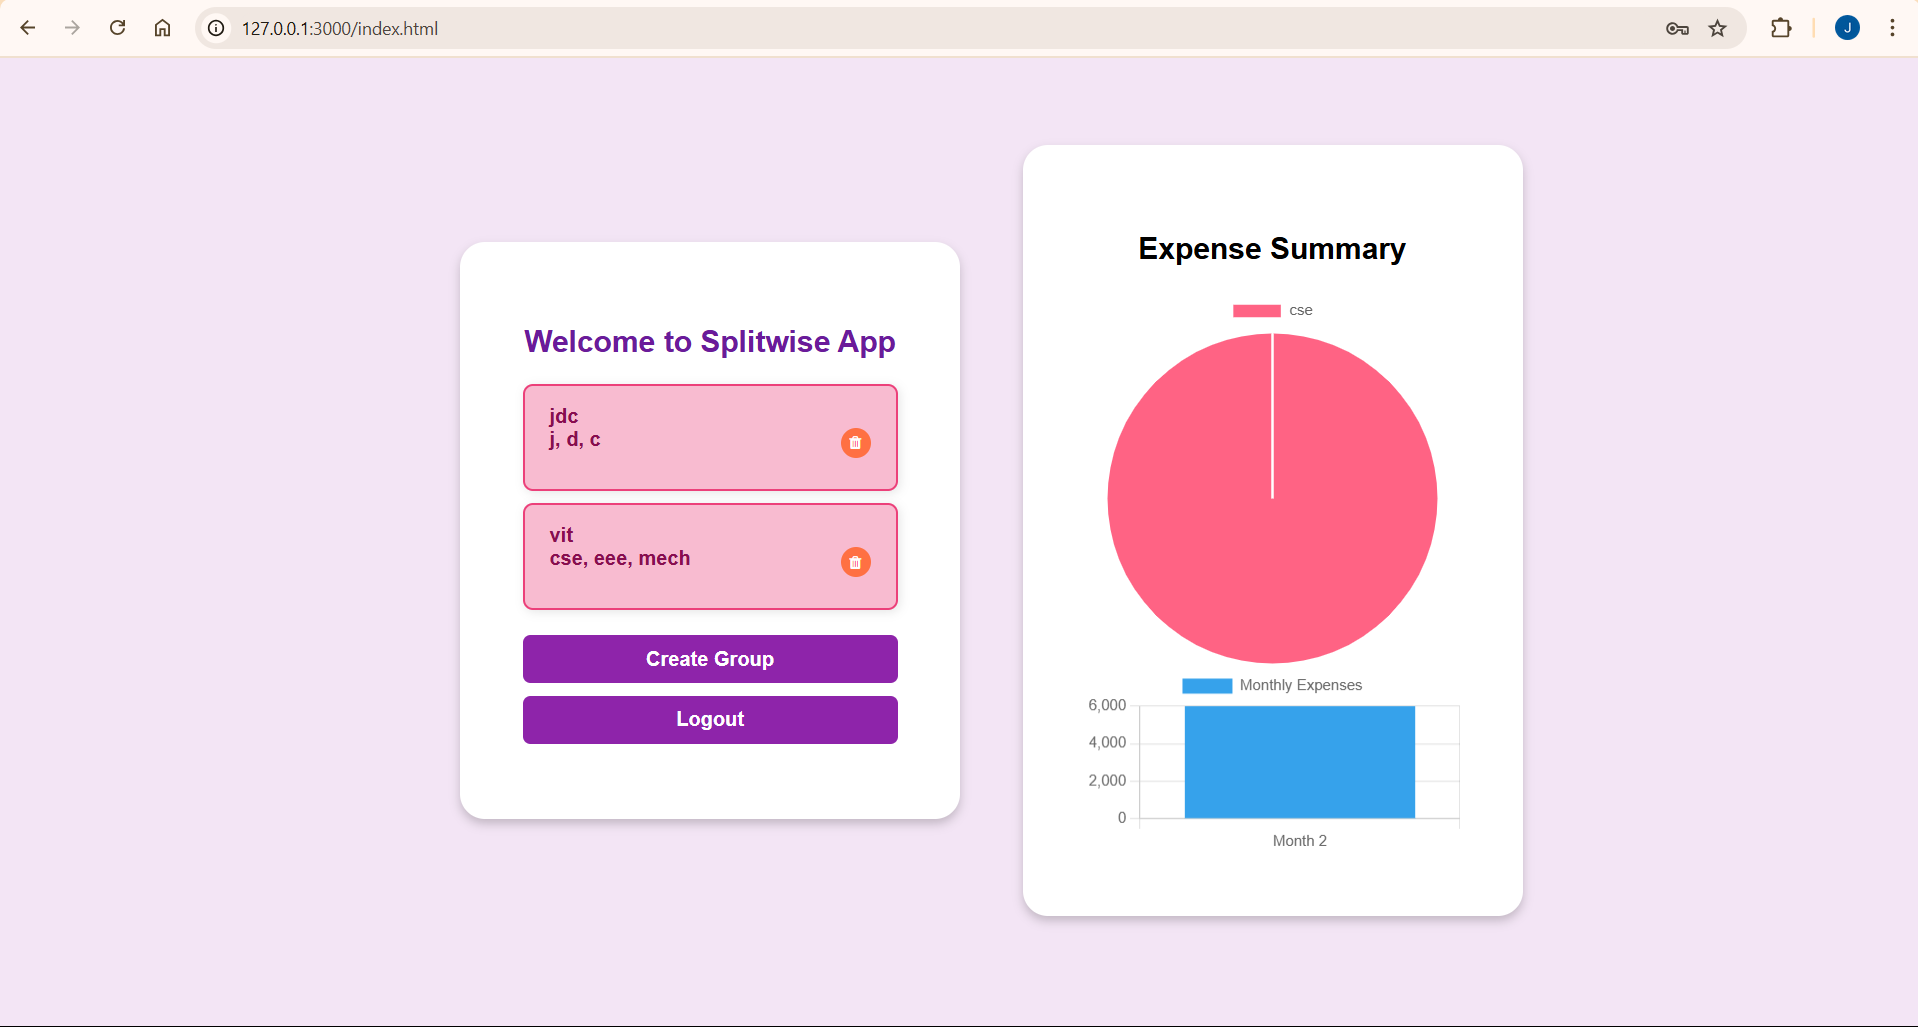 127.0.0.1:3000/index.html
J
Welcome to Splitwise App
jdc
j, d, c
vit
cse, eee, mech
Create Group
Logout
Expense Summary
cse
Monthly Expenses
6,000
4,000
2,000
0
Month 2